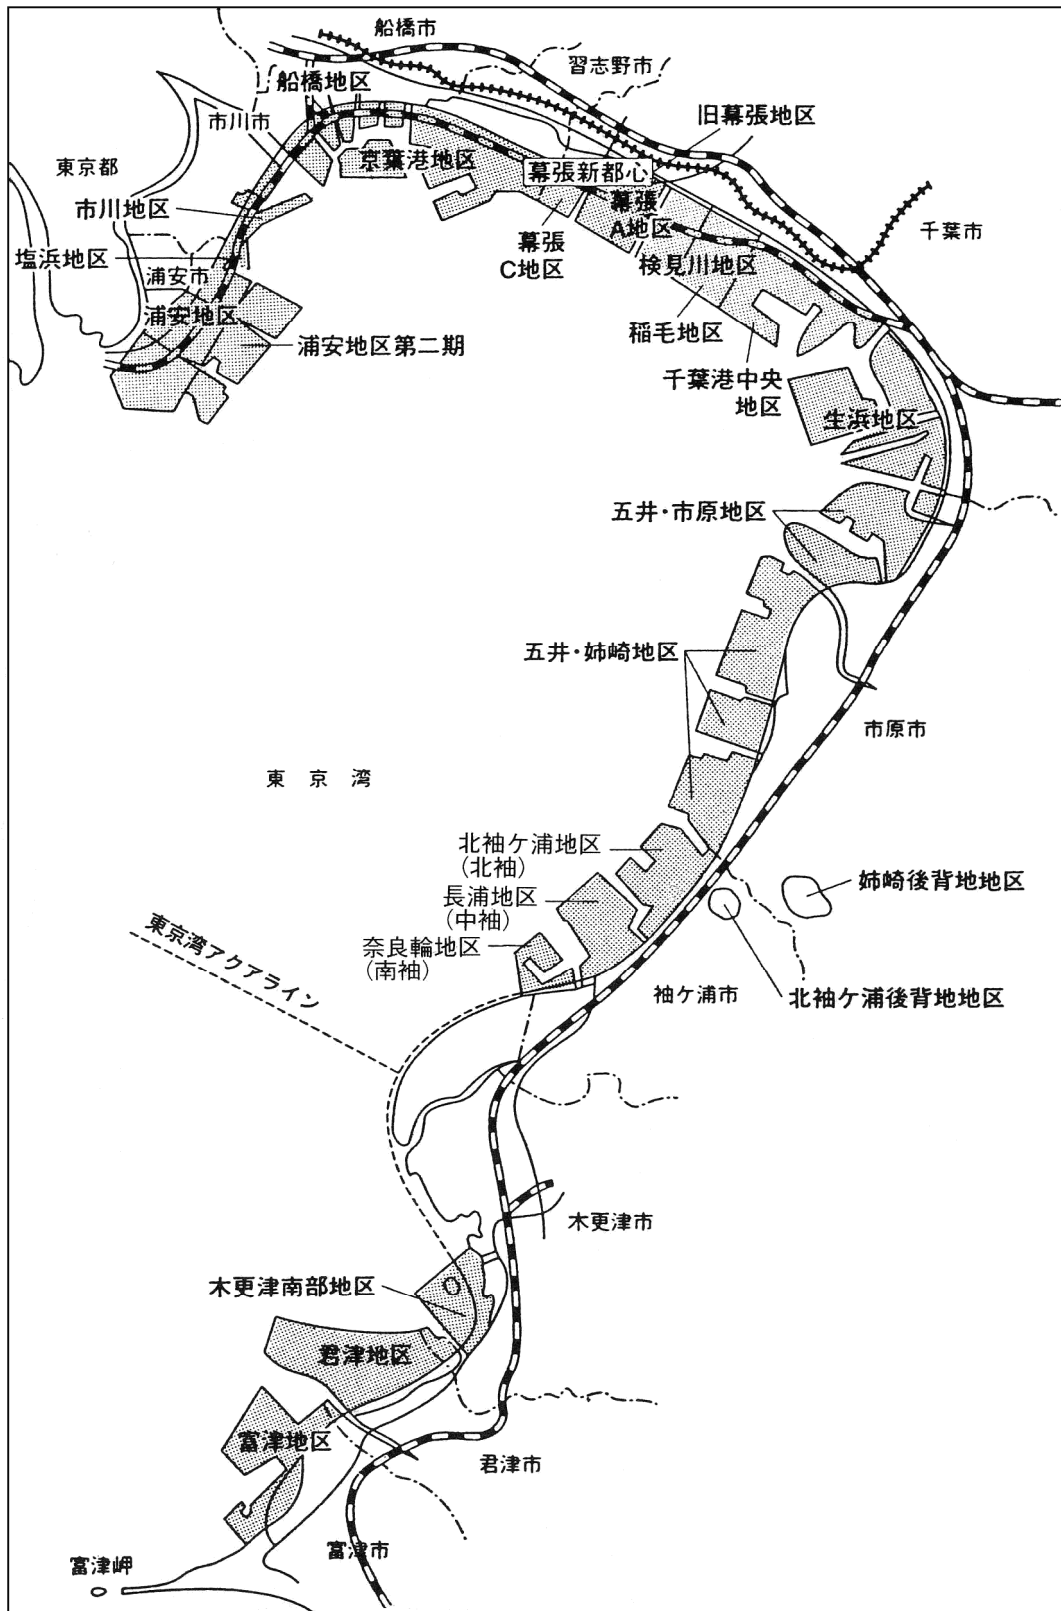 船橋市
習志野市
船橋地区
市川市
旧幕張地区
東京都
京葉港地区
幕張新都心
市川地区
幕張
A地区
千葉市
幕張
C地区
塩浜地区
浦安市
検見川地区
浦安地区
稲毛地区
浦安地区第二期
千葉港中央
地区
生浜地区
五井・市原地区
五井・姉崎地区
市原市
東京湾
北袖ケ浦地区
(北袖)
姉崎後背地地区
長浦地区
(中袖)
奈良輪地区
(南袖)
東京湾アクアライン
袖ケ浦市
北袖ケ浦後背地地区
木更津市
木更津南部地区
君津地区
富津地区
君津市
富津市
富津岬